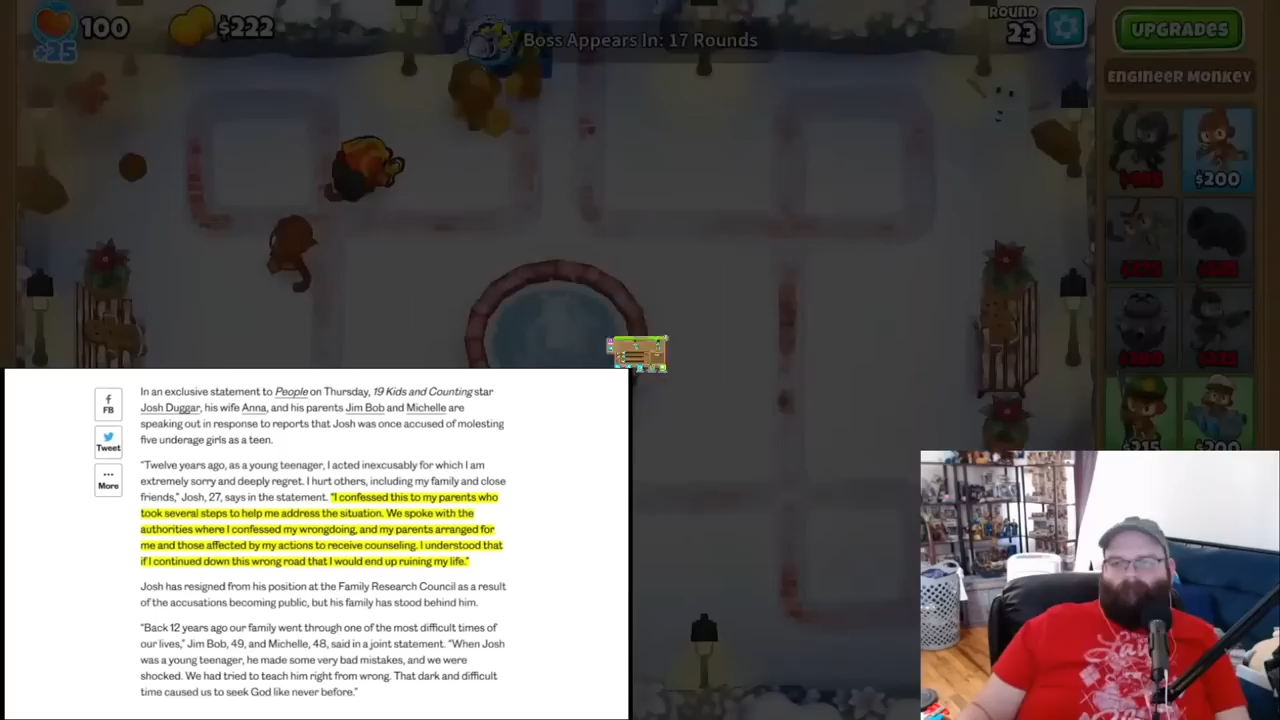 100
+25
$222
Boss Appears In: 17 Rounds
ROUND
23
UPGRADES
ENGINEER MONKEY
$200
$215
$200
FB
Tweet
More
In an exclusive statement to People on Thursday, 19 Kids and Counting star
Josh Duggar, his wife Anna, and his parents Jim Bob and Michelle are
speaking out in response to reports that Josh was once accused of molesting
five underage girls as a teen.
"Twelve years ago, as a young teenager, I acted inexcusably for which I am
extremely sorry and deeply regret. I hurt others, including my family and close
friends," Josh, 27, says in the statement. "I confessed this to my parents who
took several steps to help me address the situation. We spoke with the
authorities where I confessed my wrongdoing, and my parents arranged for
me and those affected by my actions to receive counseling. I understood that
if I continued down this wrong road that I would end up ruining my life."
Josh has resigned from his position at the Family Research Council as a result
of the accusations becoming public, but his family has stood behind him.
"Back 12 years ago our family went through one of the most difficult times of
our lives," Jim Bob, 49, and Michelle, 48, said in a joint statement. "When Josh
was a young teenager, he made some very bad mistakes, and we were
shocked. We had tried to teach him right from wrong. That dark and difficult
time caused us to seek God like never before."